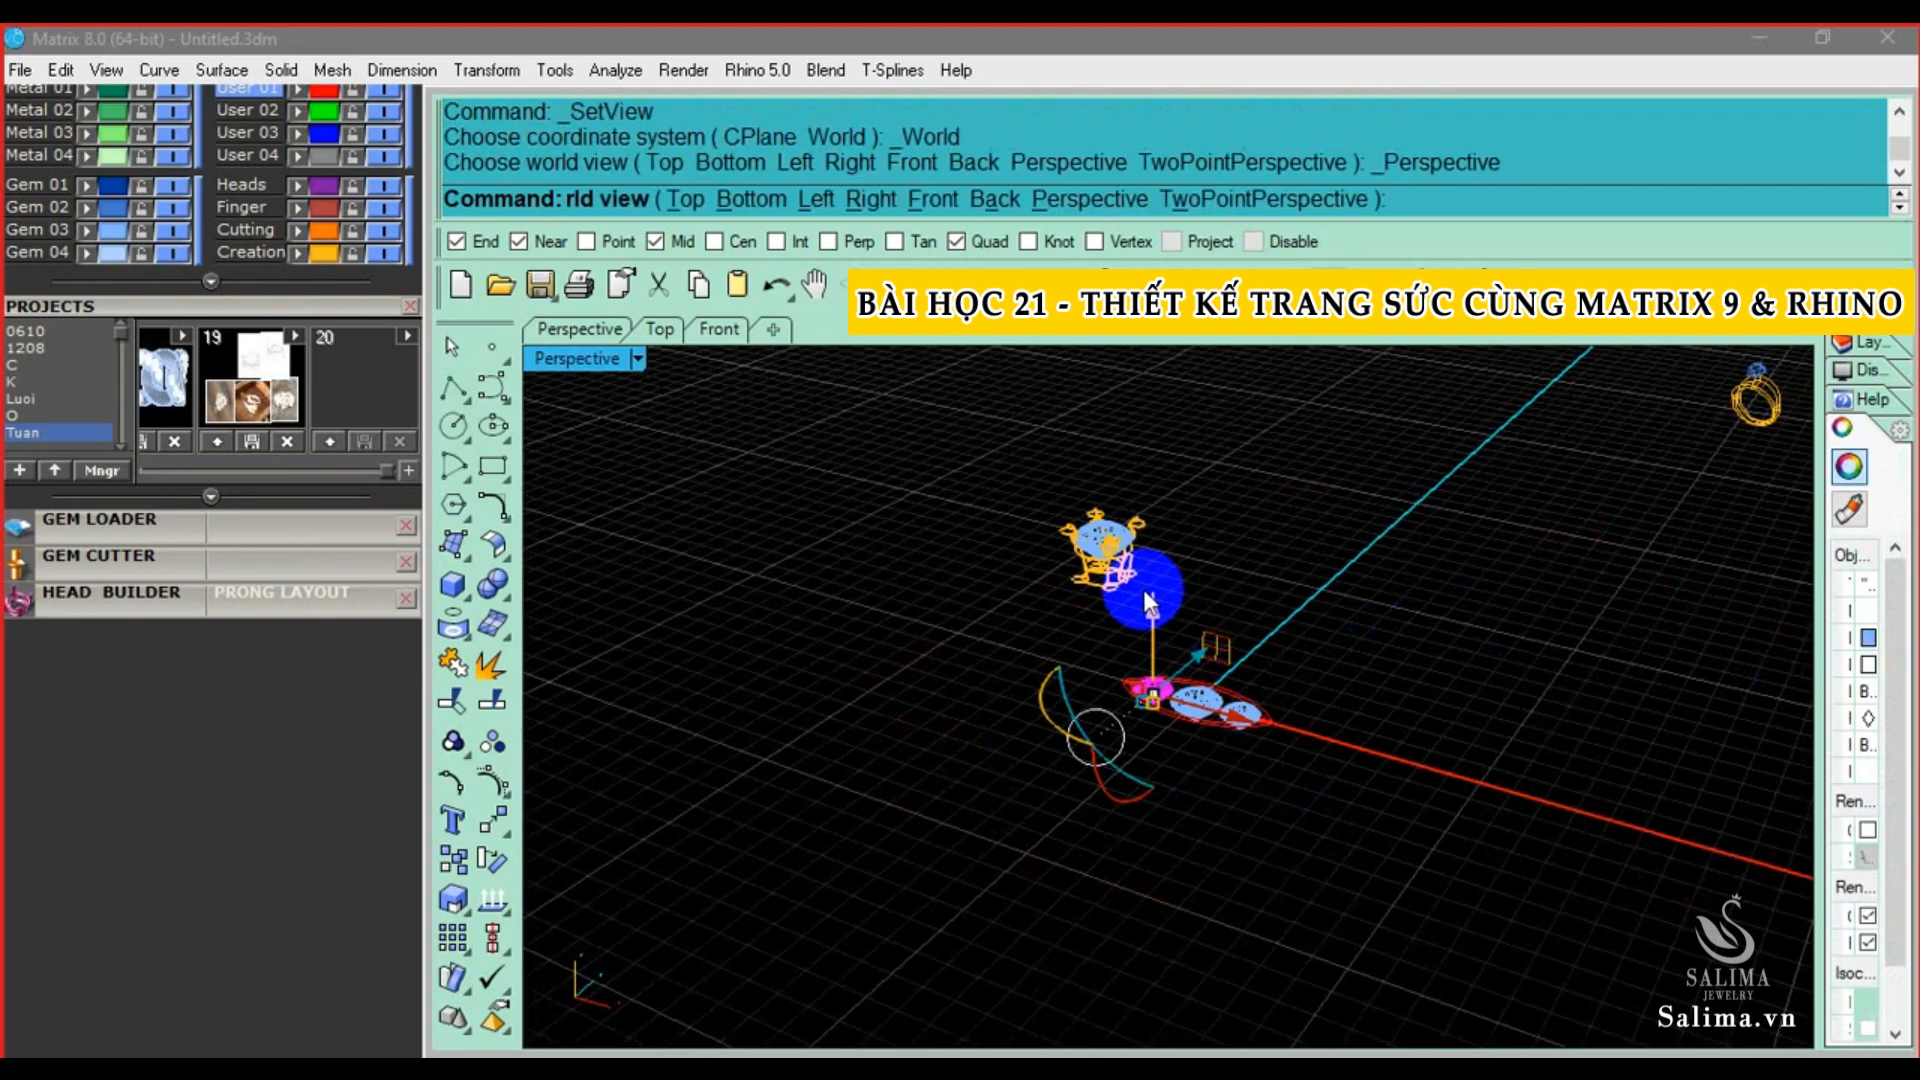 Matrix 8.0 (64-bit) - Untitled.3dm
File Edit View Curve Surface Solid Mesh Dimension Transform Tools Analyze Render Rhino 5.0 Blend T-Splines Help
Metal 01 User 01
Metal 02 User 02
Metal 03 User 03
Metal 04 User 04
Gem 01 Heads
Gem 02 Finger
Gem 03 Cutting
Gem 04 Creation
Command: _SetView
Choose coordinate system ( CPlane World ): _World
Choose world view ( Top Bottom Left Right Front Back Perspective TwoPointPerspective ): _Perspective
Command: rld view ( Top Bottom Left Right Front Back Perspective TwoPointPerspective ):
End Near Point Mid Cen Int Perp Tan Quad Knot Vertex Project Disable
BÀI HỌC 21 - THIẾT KẾ TRANG SỨC CÙNG MATRIX 9 & RHINO
PROJECTS
0610
1208
C
K
Luoi
O
Tuan
19 20
Mngr
GEM LOADER
GEM CUTTER
HEAD BUILDER PRONG LAYOUT
Perspective Top Front
Perspective
Lay...
Dis...
Help
Obj...
B..
B..
Ren...
Ren...
Isoc...
SALIMA
JEWELRY
Salima.vn